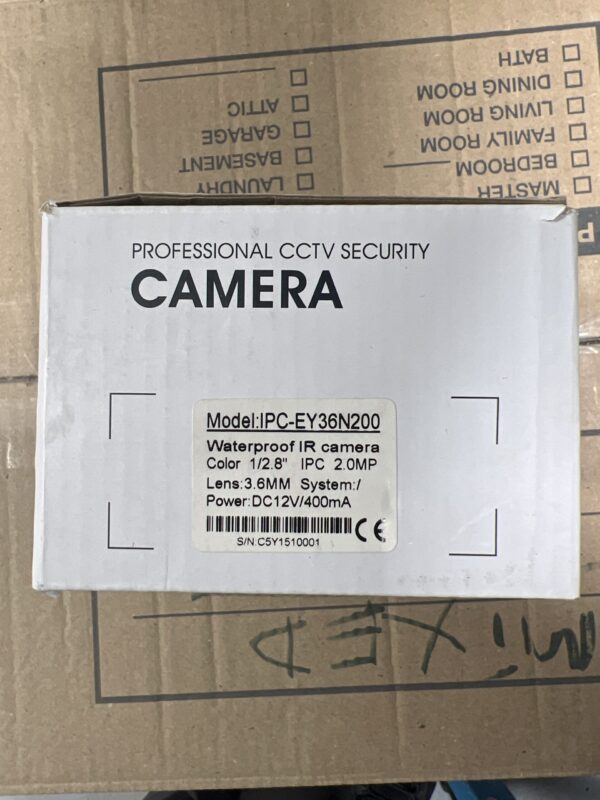 PROFESSIONAL CCTV SECURITY
CAMERA
Model:IPC-EY36N200
Waterproof IR camera
Color 1/2.8" IPC 2.0MP
Lens:3.6MM System:/
Power:DC12V/400mA
CE
S/N:C5Y1510001
MASTER
BEDROOM
FAMILY ROOM
LIVING ROOM
DINING ROOM
BATH
LAUNDRY
BASEMENT
GARAGE
ATTIC
MiXED